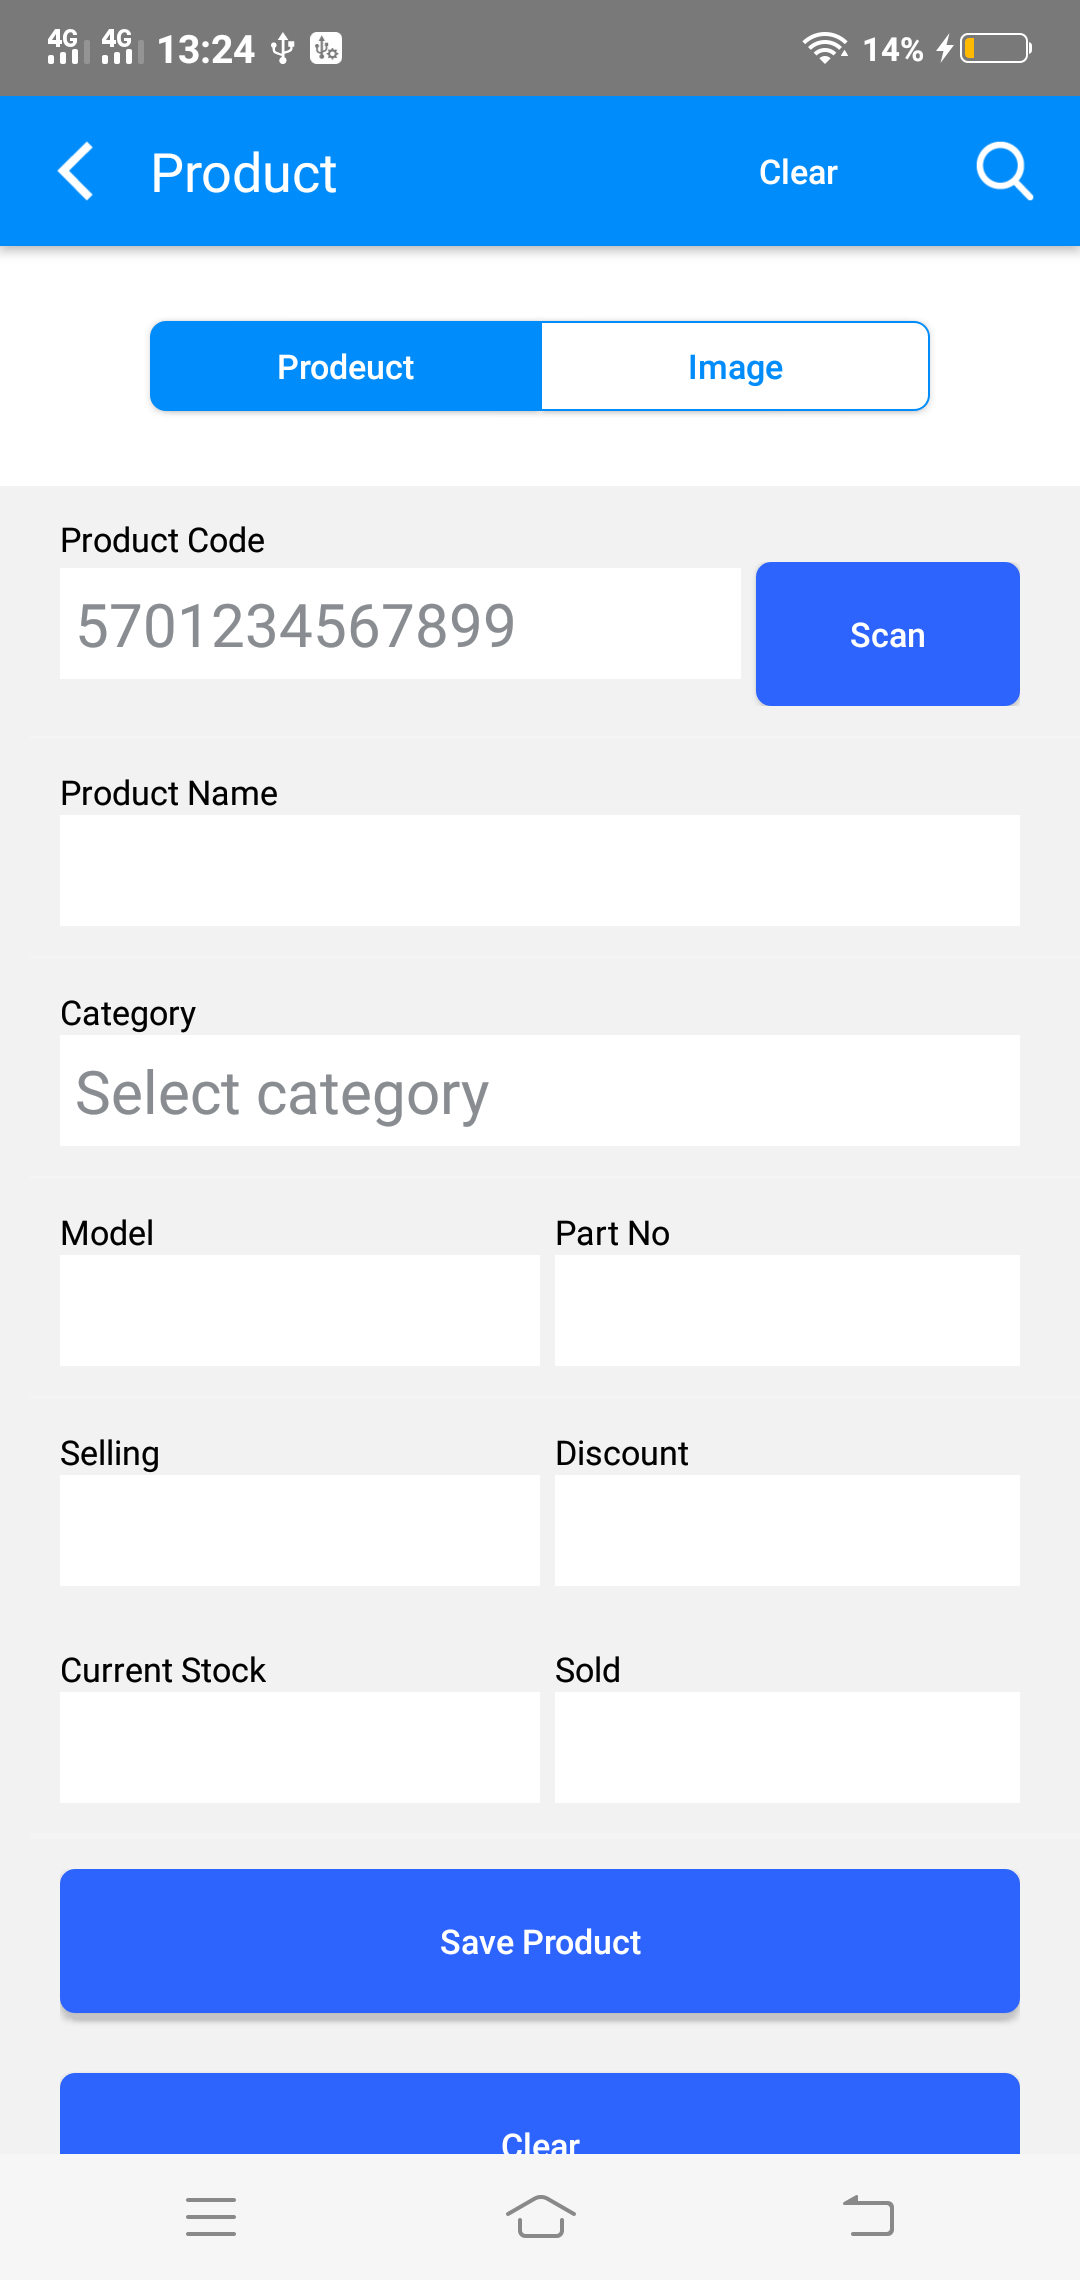 4G 4G 13:24 14%
Product Clear
Prodeuct Image
Product Code
5701234567899 Scan
Product Name
Category
Select category
Model Part No
Selling Discount
Current Stock Sold
Save Product
Clear